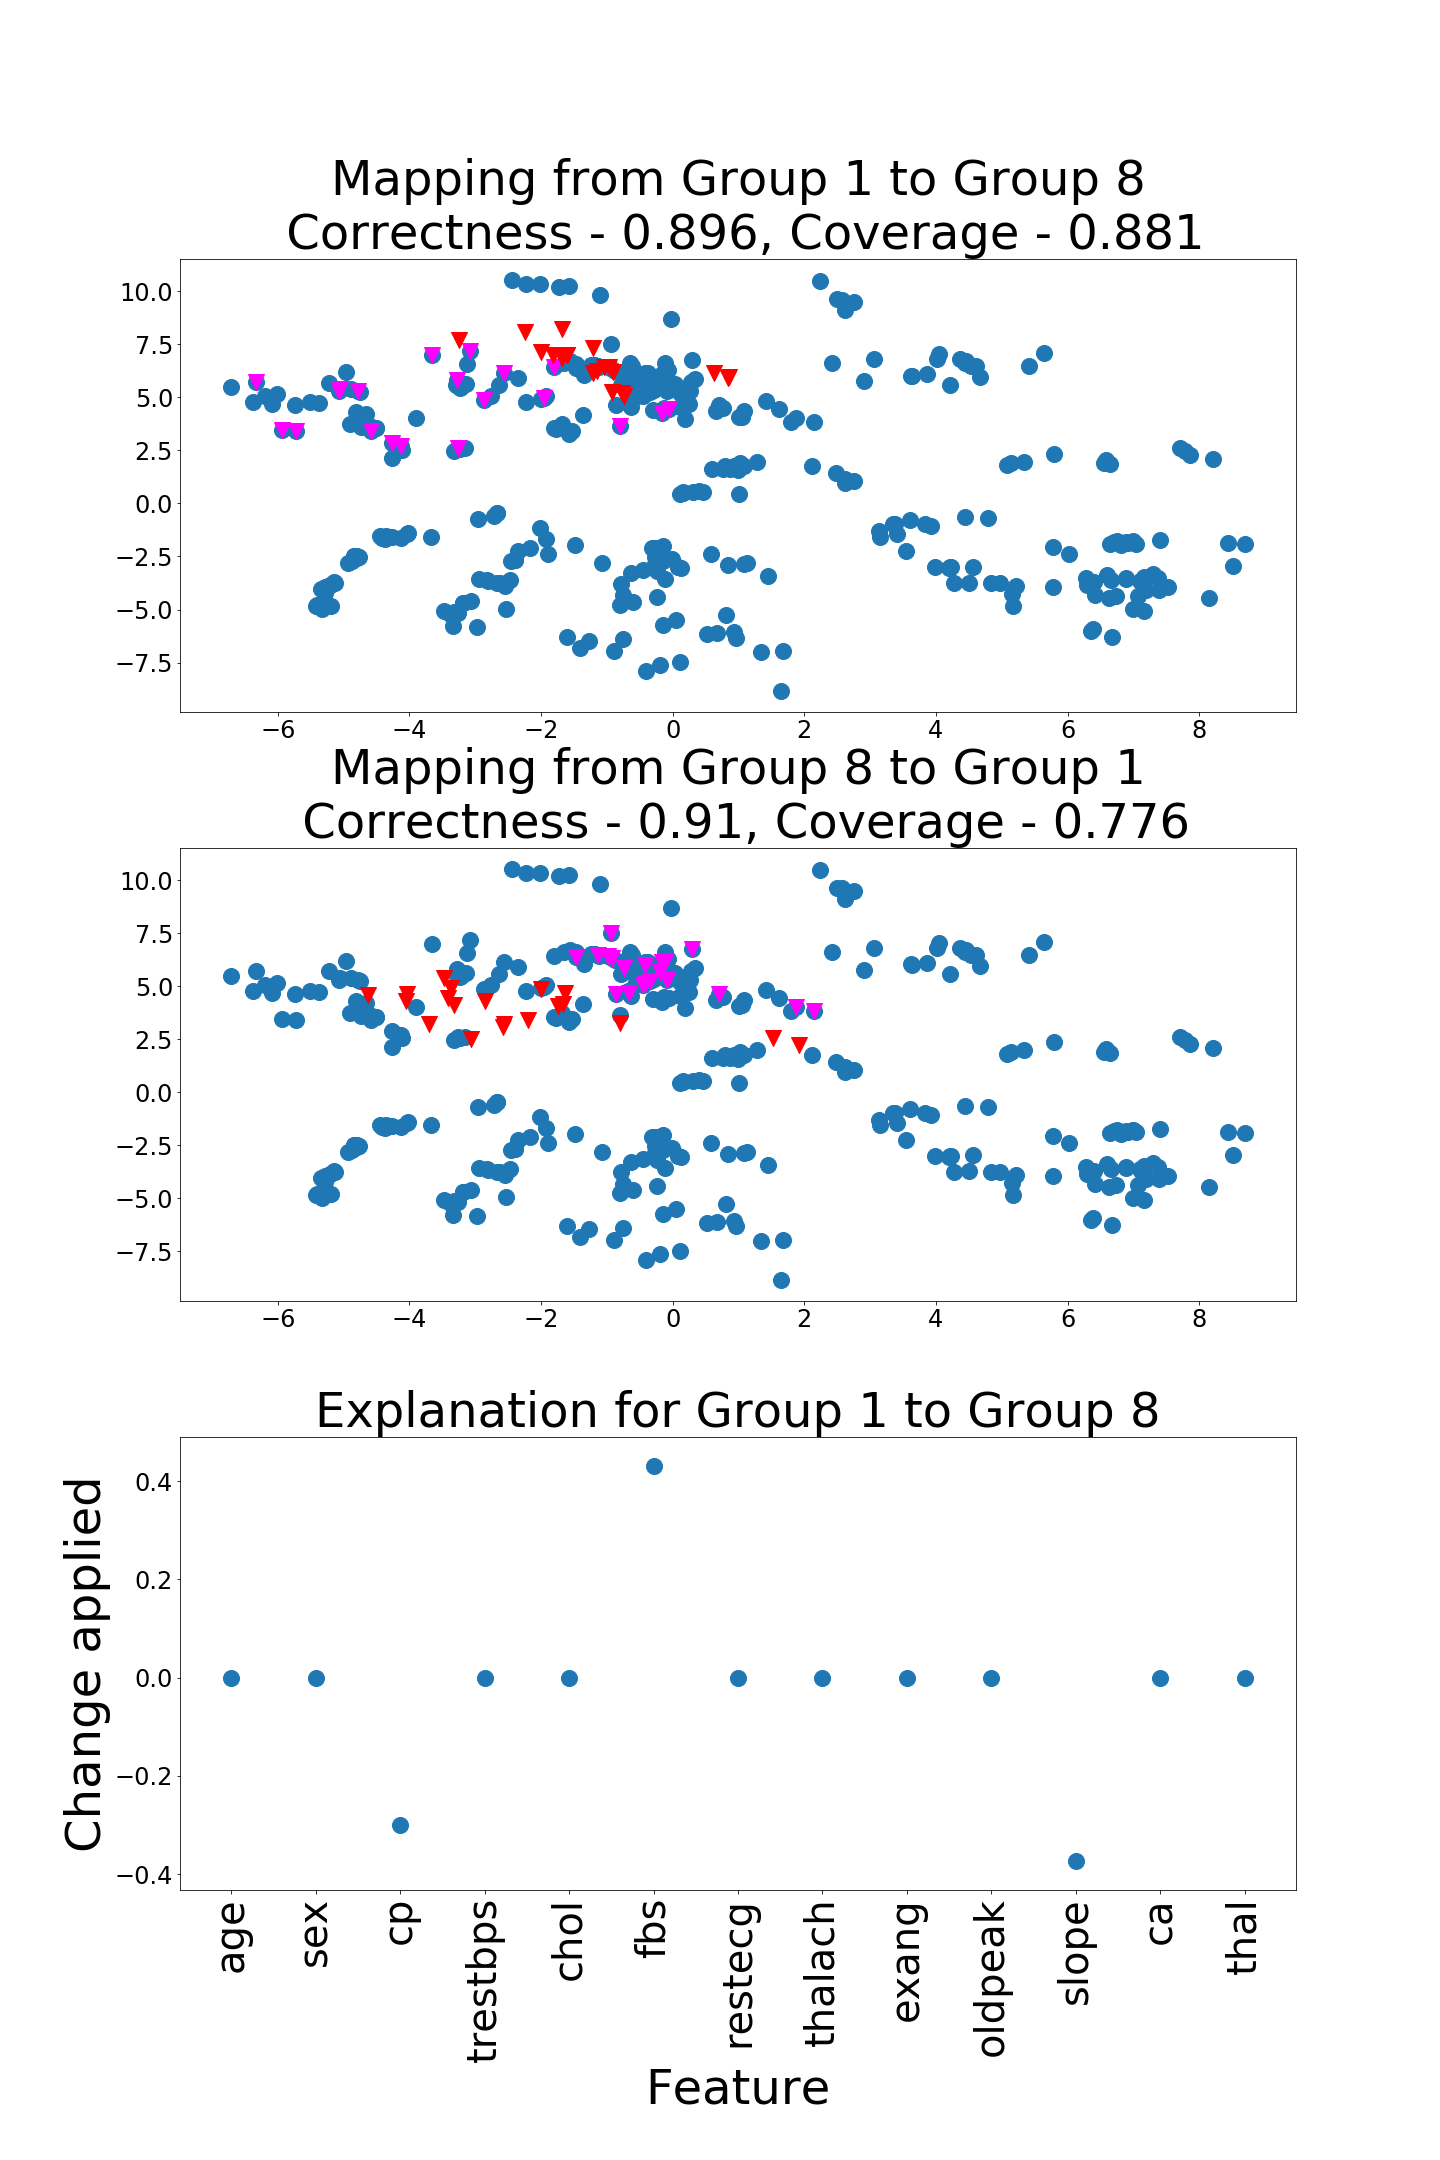 Mapping from Group 1 to Group 8
Correctness - 0.896, Coverage - 0.881
10.0
7.5
5.0
2.5
0.0
−2.5
−5.0
−7.5
−6 −4 −2 0 2 4 6 8
Mapping from Group 8 to Group 1
Correctness - 0.91, Coverage - 0.776
10.0
7.5
5.0
2.5
0.0
−2.5
−5.0
−7.5
−6 −4 −2 0 2 4 6 8
Explanation for Group 1 to Group 8
Change applied
0.4
0.2
0.0
−0.2
−0.4
age sex cp trestbps chol fbs restecg thalach exang oldpeak slope ca thal
Feature